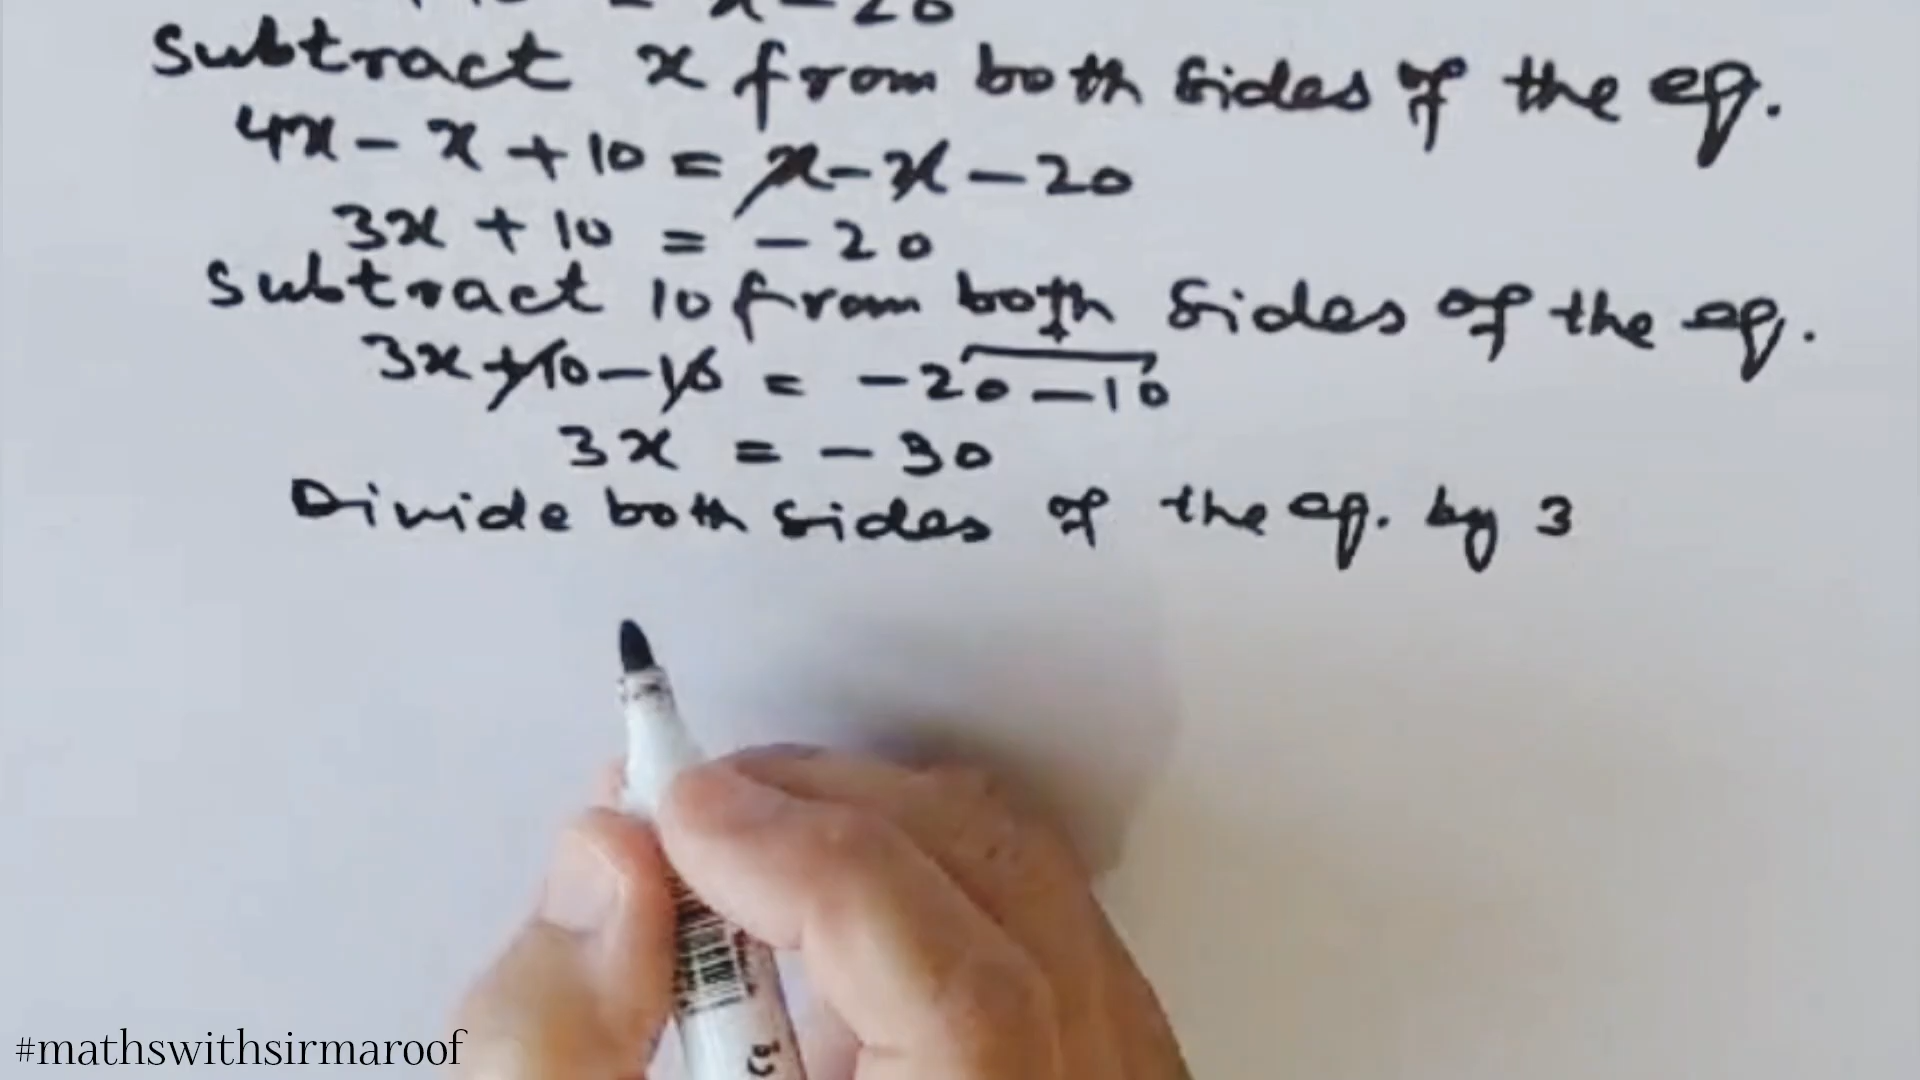 x - 20
Subtract x from both sides of the eq.
4x - x + 10 = x - x - 20
3x + 10 = - 20
Subtract 10 from both sides of the eq.
3x + 10 - 10 = - 20 - 10
3x = - 30
Divide both sides of the eq. by 3
#mathswithsirmaroof